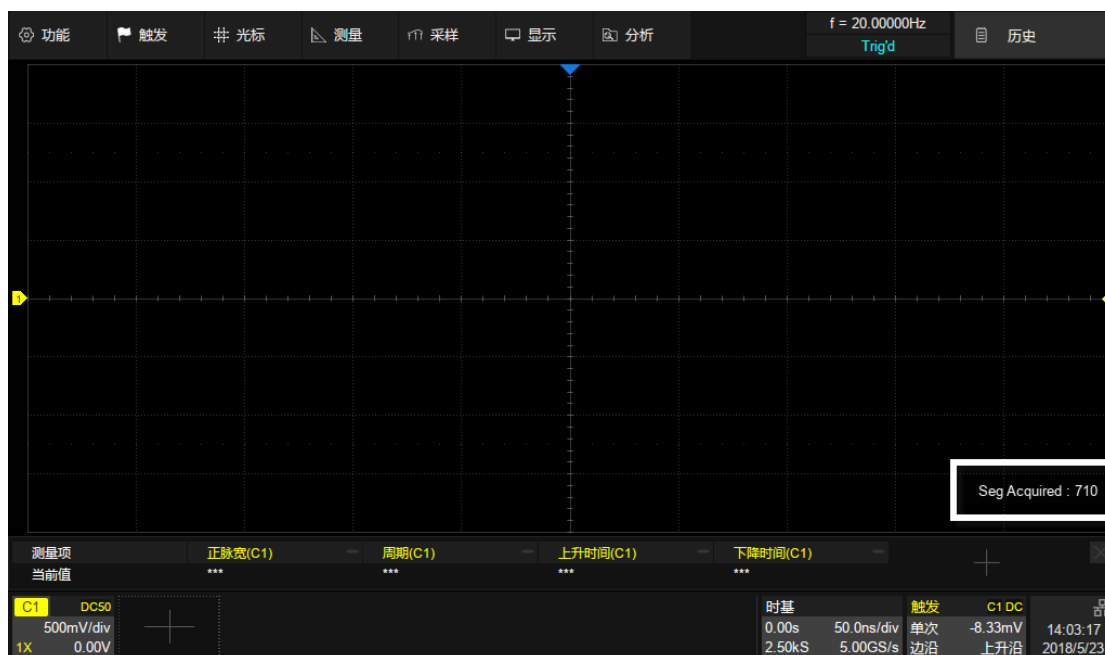 功能 触发 光标 测量 采样 显示 分析 f = 20.00000Hz 历史
Trig'd
1
Seg Acquired : 710
测量项 正脉宽(C1) 周期(C1) 上升时间(C1) 下降时间(C1)
当前值 *** *** *** ***
C1 DC50 时基 触发 C1 DC
500mV/div 0.00s 50.0ns/div 单次 -8.33mV 14:03:17
1X 0.00V 2.50kS 5.00GS/s 边沿 上升沿 2018/5/23